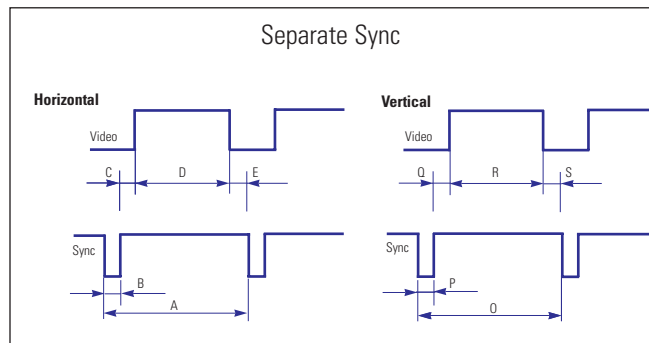 Separate Sync
Horizontal
Vertical
Video
Video
C
D
E
Q
R
S
Sync
Sync
B
P
A
O